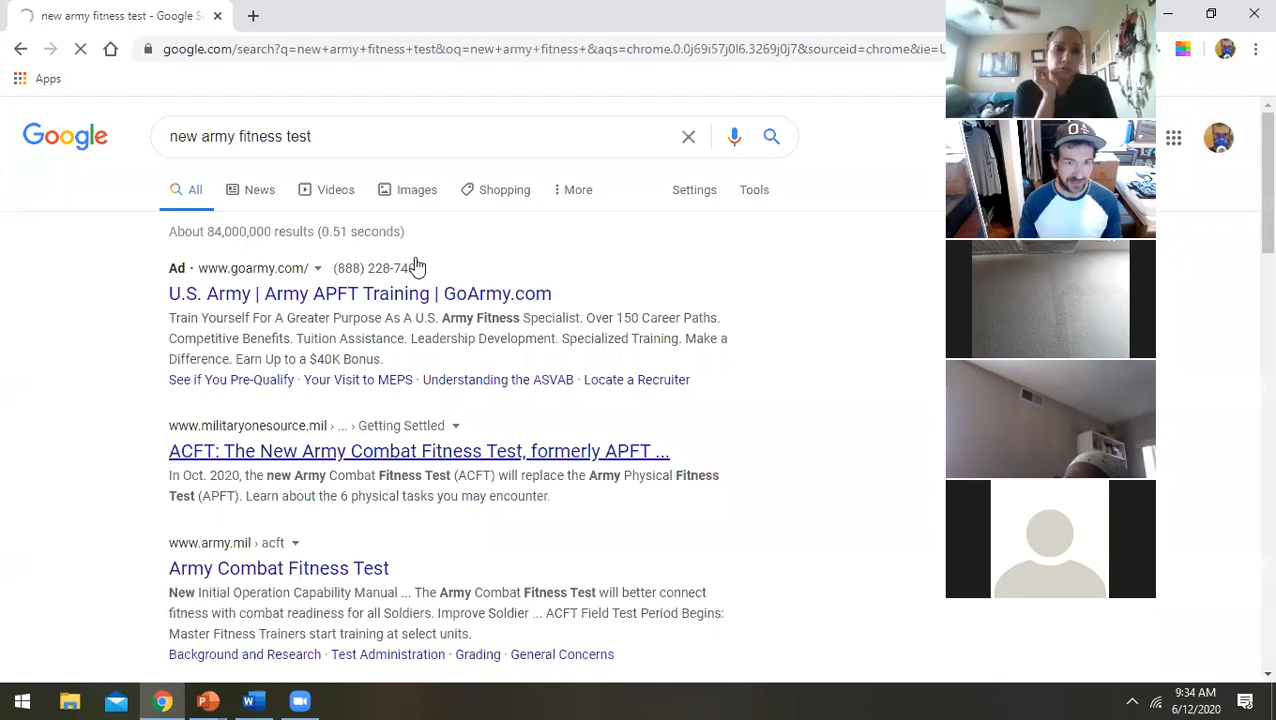 new army fitness test - Google S
google.com/search?q=new+army+fitness+test&oq=new+army+fitness+&aqs=chrome.0.0j69i57j0l6.3269j0j7&sourceid=chrome&ie=U
Apps
Google
new army fitness test
All News Videos Images Shopping More Settings Tools
About 84,000,000 results (0.51 seconds)
Ad · www.goarmy.com/ (888) 228-74
U.S. Army | Army APFT Training | GoArmy.com
Train Yourself For A Greater Purpose As A U.S. Army Fitness Specialist. Over 150 Career Paths.
Competitive Benefits. Tuition Assistance. Leadership Development. Specialized Training. Make a
Difference. Earn Up to a $40K Bonus.
See if You Pre-Qualify · Your Visit to MEPS · Understanding the ASVAB · Locate a Recruiter
www.militaryonesource.mil › ... › Getting Settled
ACFT: The New Army Combat Fitness Test, formerly APFT ...
In Oct. 2020, the new Army Combat Fitness Test (ACFT) will replace the Army Physical Fitness
Test (APFT). Learn about the 6 physical tasks you may encounter.
www.army.mil › acft
Army Combat Fitness Test
New Initial Operation Capability Manual ... The Army Combat Fitness Test will better connect
fitness with combat readiness for all Soldiers. Improve Soldier ... ACFT Field Test Period Begins:
Master Fitness Trainers start training at select units.
Background and Research · Test Administration · Grading · General Concerns
9:34 AM
6/12/2020